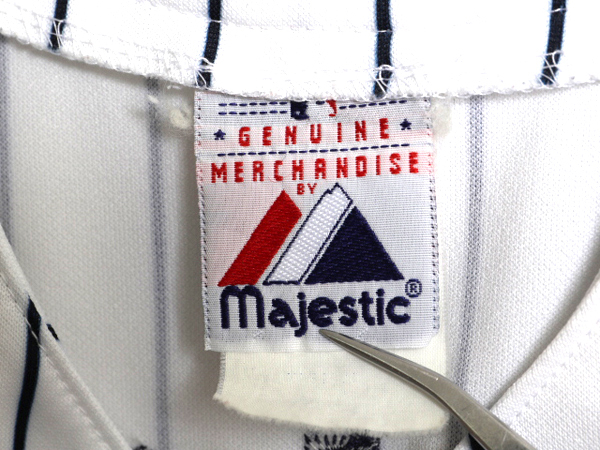 ★ GENUINE ★
MERCHANDISE
BY
Majestic®